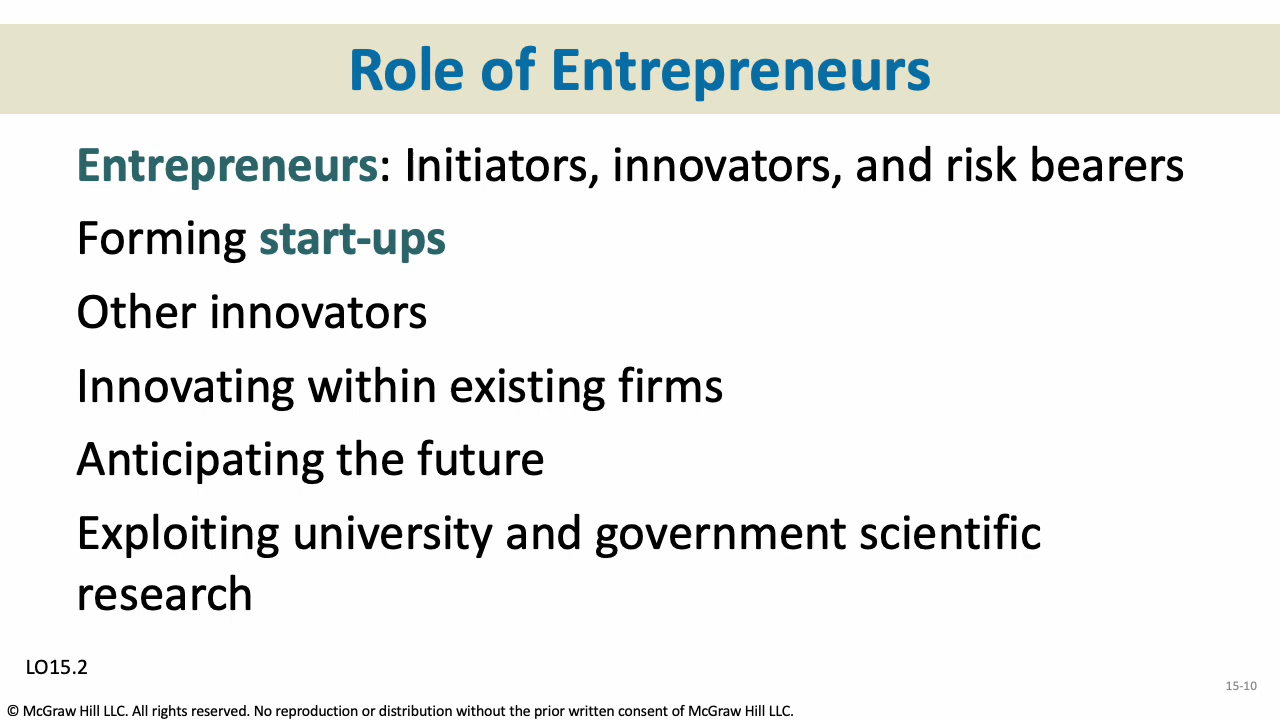 Role of Entrepreneurs
Entrepreneurs: Initiators, innovators, and risk bearers
Forming start-ups
Other innovators
Innovating within existing firms
Anticipating the future
Exploiting university and government scientific
research
LO15.2
15-10
© McGraw Hill LLC. All rights reserved. No reproduction or distribution without the prior written consent of McGraw Hill LLC.